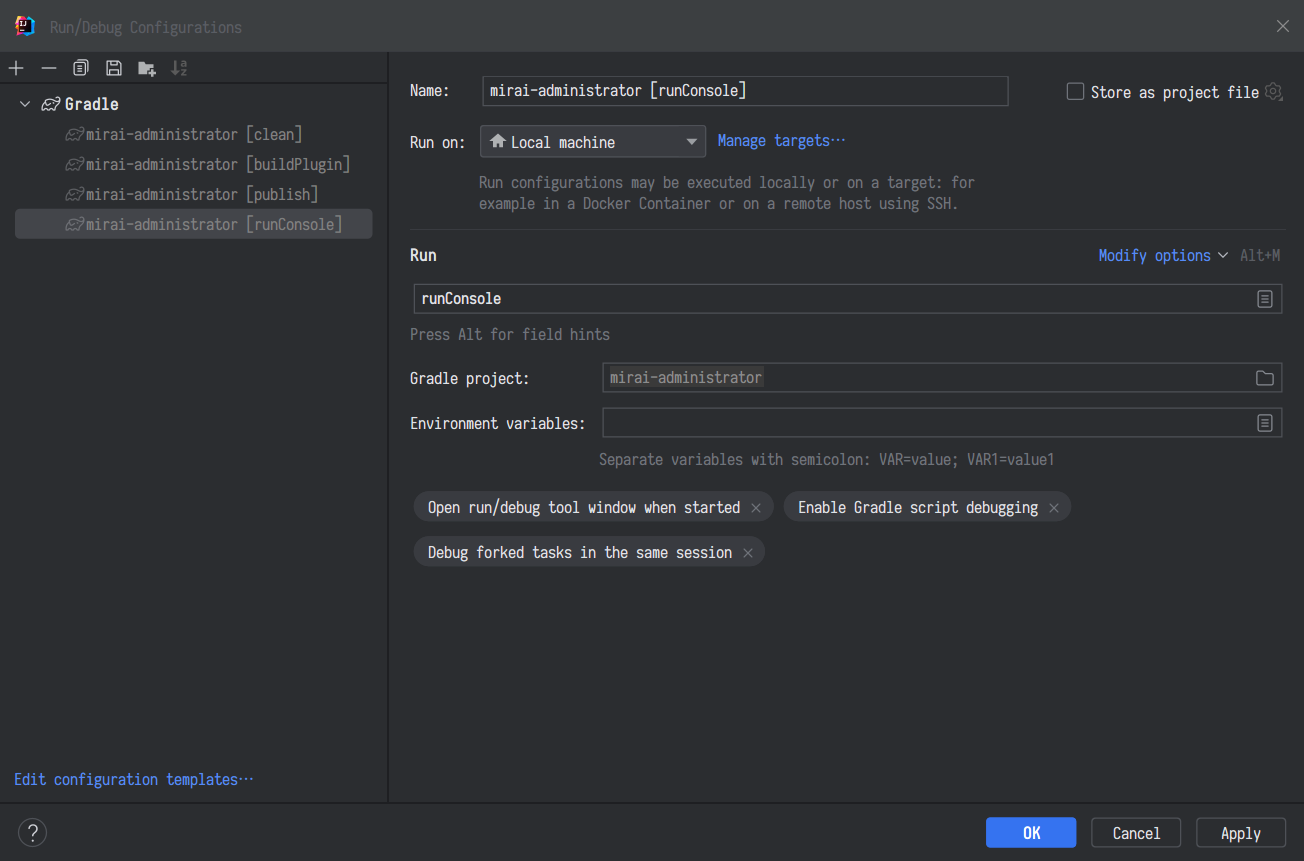 Run/Debug Configurations
Gradle
mirai-administrator [clean]
mirai-administrator [buildPlugin]
mirai-administrator [publish]
mirai-administrator [runConsole]
Edit configuration templates...
Name: mirai-administrator [runConsole] Store as project file
Run on: Local machine Manage targets...
Run configurations may be executed locally or on a target: for
example in a Docker Container or on a remote host using SSH.
Run Modify options Alt+M
runConsole
Press Alt for field hints
Gradle project: mirai-administrator
Environment variables:
Separate variables with semicolon: VAR=value; VAR1=value1
Open run/debug tool window when started × Enable Gradle script debugging ×
Debug forked tasks in the same session ×
? OK Cancel Apply